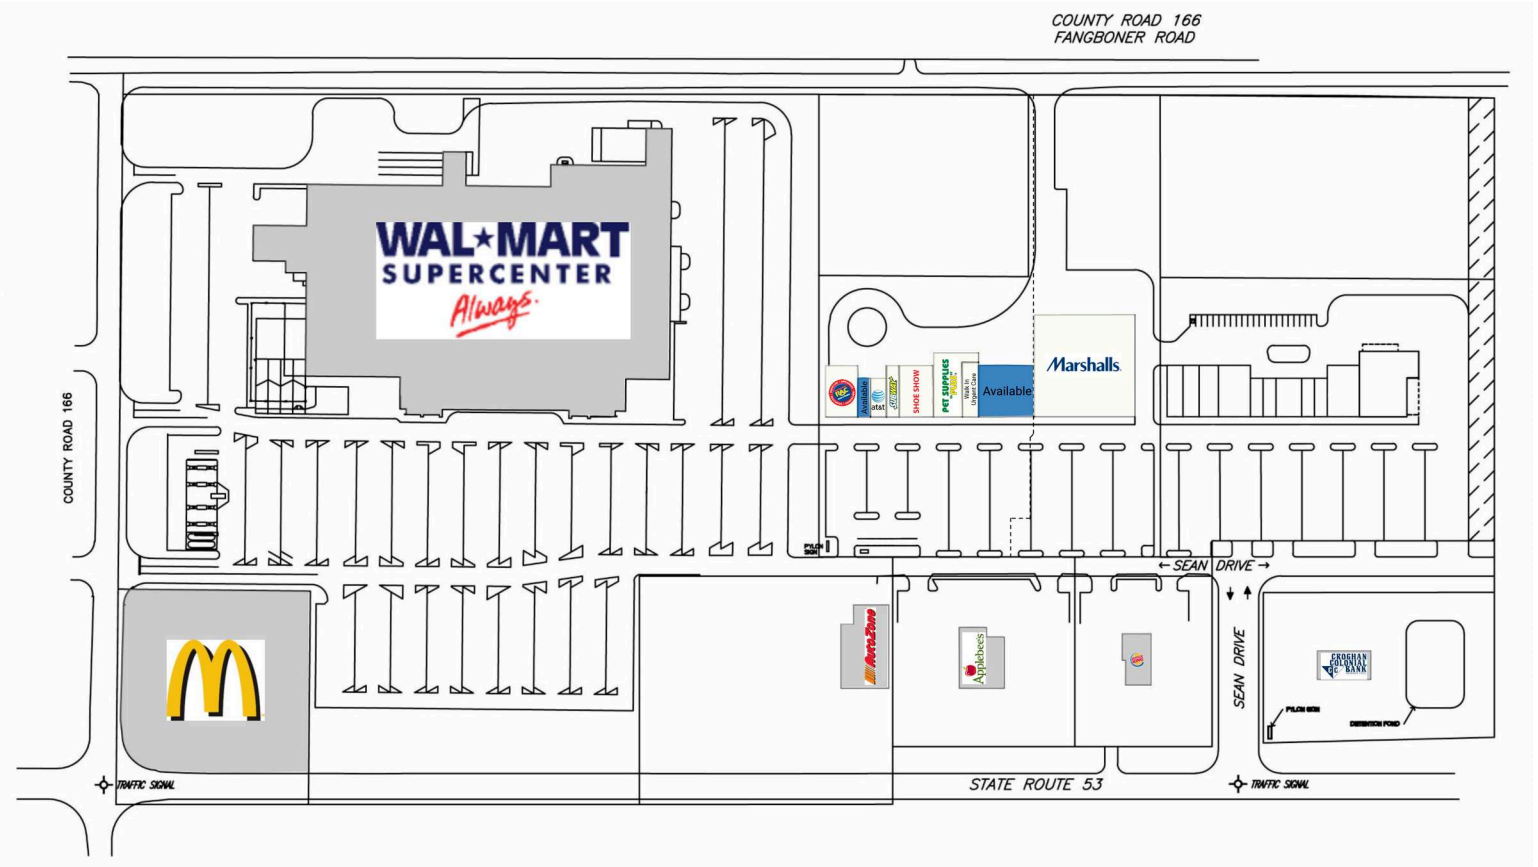 COUNTY ROAD 166
FANGBONER ROAD
WAL★MART
SUPERCENTER
Always.
Marshalls
Available
at&t
SUBWAY
SHOE SHOW
PET SUPPLIES
"PLUS"
Walk In
Urgent Care
Available
COUNTY ROAD 166
PYLON
SIGN
← SEAN DRIVE →
AutoZone
Applebee's
SEAN DRIVE
CROGHAN
COLONIAL
BANK
PYLON SIGN
DETENTION POND
TRAFFIC SIGNAL
STATE ROUTE 53
TRAFFIC SIGNAL